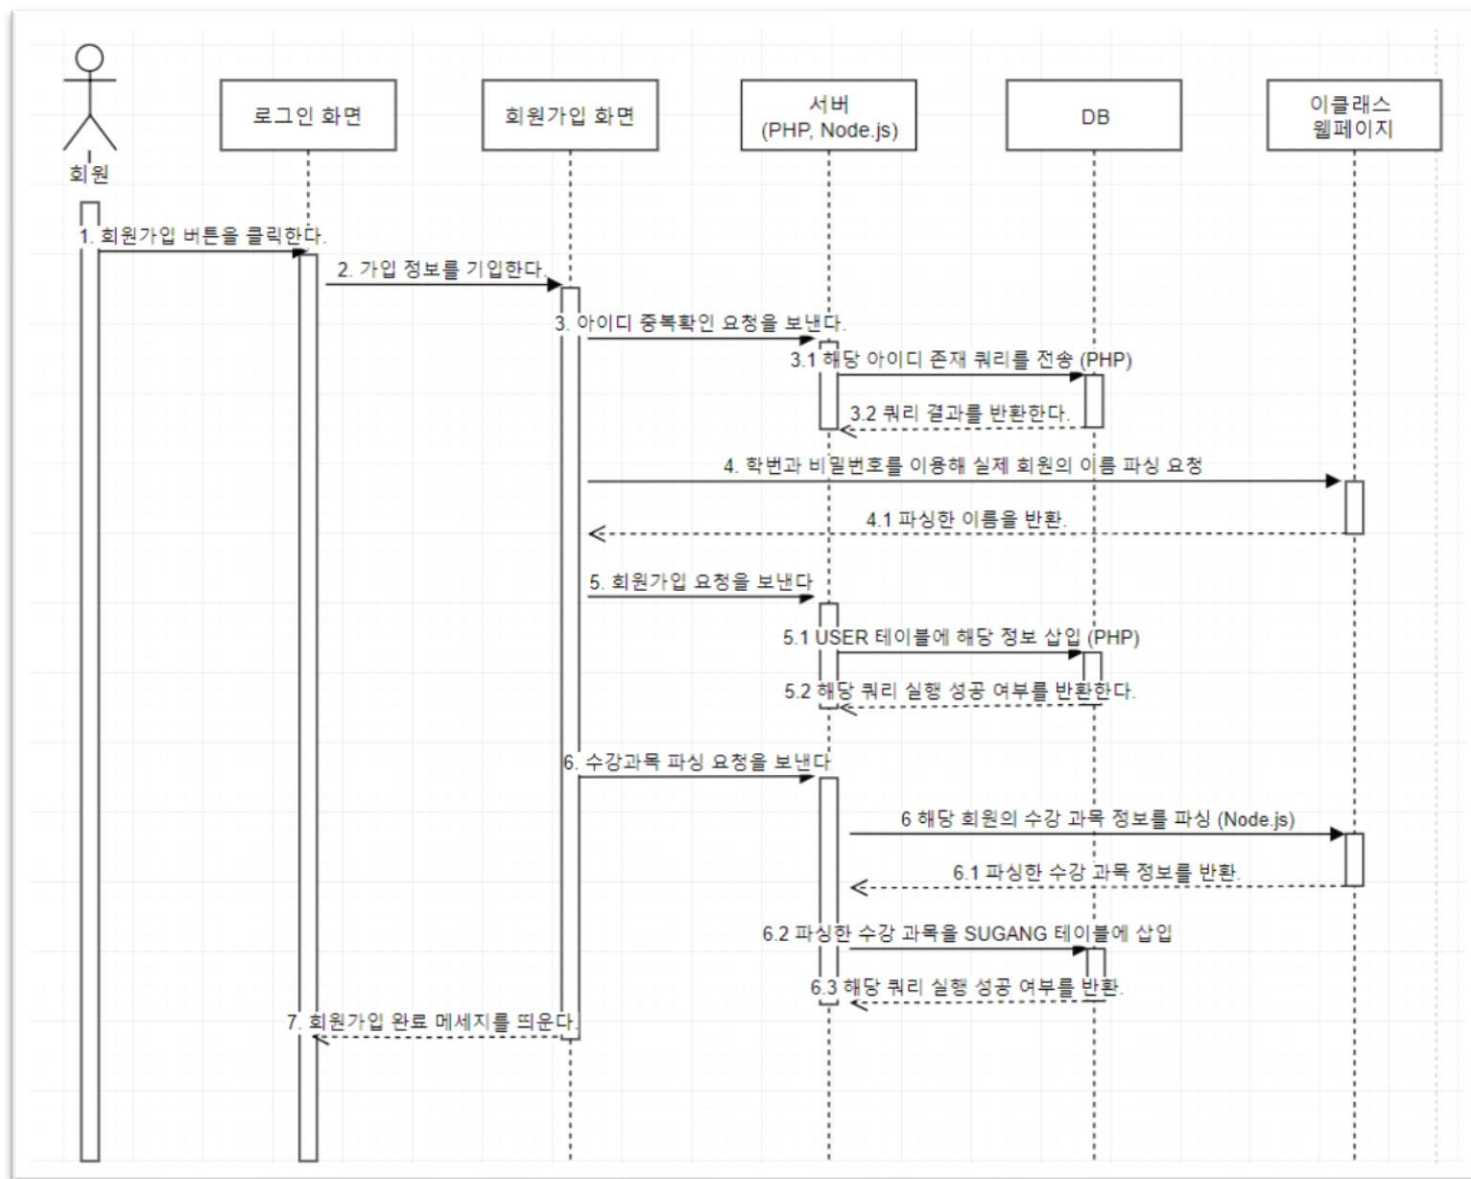 회원
로그인 화면
회원가입 화면
서버
(PHP, Node.js)
DB
이클래스
웹페이지
1. 회원가입 버튼을 클릭한다.
2. 가입 정보를 기입한다.
3. 아이디 중복확인 요청을 보낸다.
3.1 해당 아이디 존재 쿼리를 전송 (PHP)
3.2 쿼리 결과를 반환한다.
4. 학번과 비밀번호를 이용해 실제 회원의 이름 파싱 요청
4.1 파싱한 이름을 반환.
5. 회원가입 요청을 보낸다
5.1 USER 테이블에 해당 정보 삽입 (PHP)
5.2 해당 쿼리 실행 성공 여부를 반환한다.
6. 수강과목 파싱 요청을 보낸다
6 해당 회원의 수강 과목 정보를 파싱 (Node.js)
6.1 파싱한 수강 과목 정보를 반환.
6.2 파싱한 수강 과목을 SUGANG 테이블에 삽입
6.3 해당 쿼리 실행 성공 여부를 반환.
7. 회원가입 완료 메세지를 띄운다.